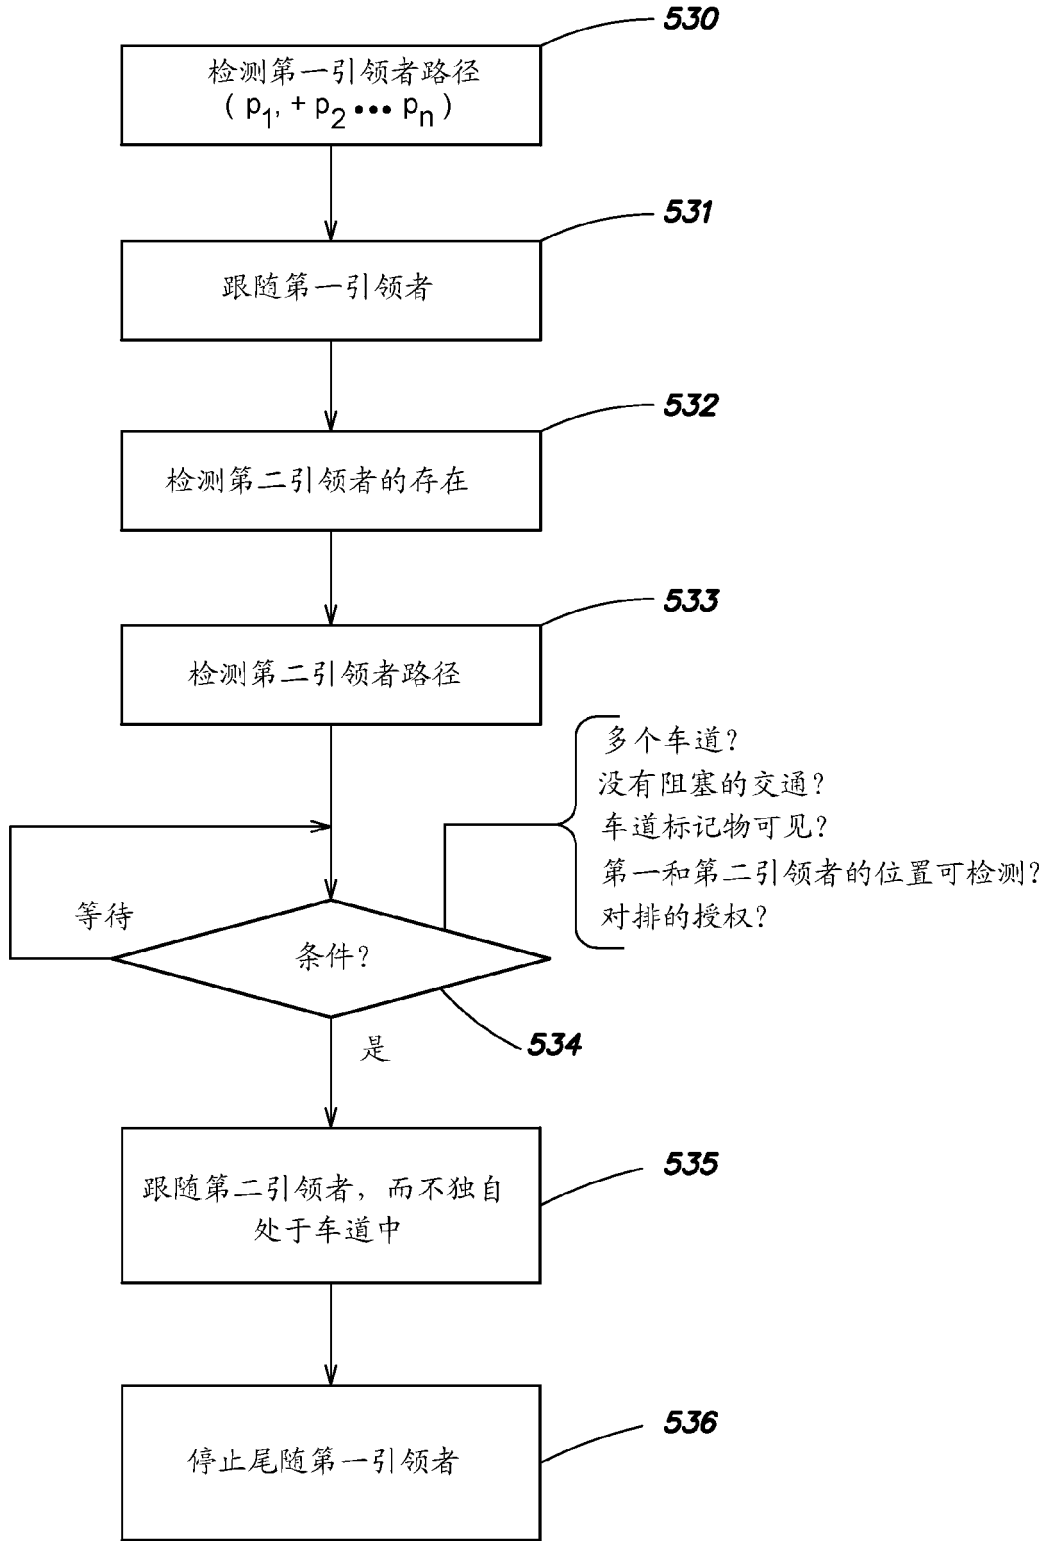 530
检测第一引领者路径
( p1, + p2 ••• pn )
531
跟随第一引领者
532
检测第二引领者的存在
533
检测第二引领者路径
多个车道?
没有阻塞的交通?
车道标记物可见?
第一和第二引领者的位置可检测?
对排的授权?
等待
条件?
534
是
535
跟随第二引领者, 而不独自
处于车道中
536
停止尾随第一引领者